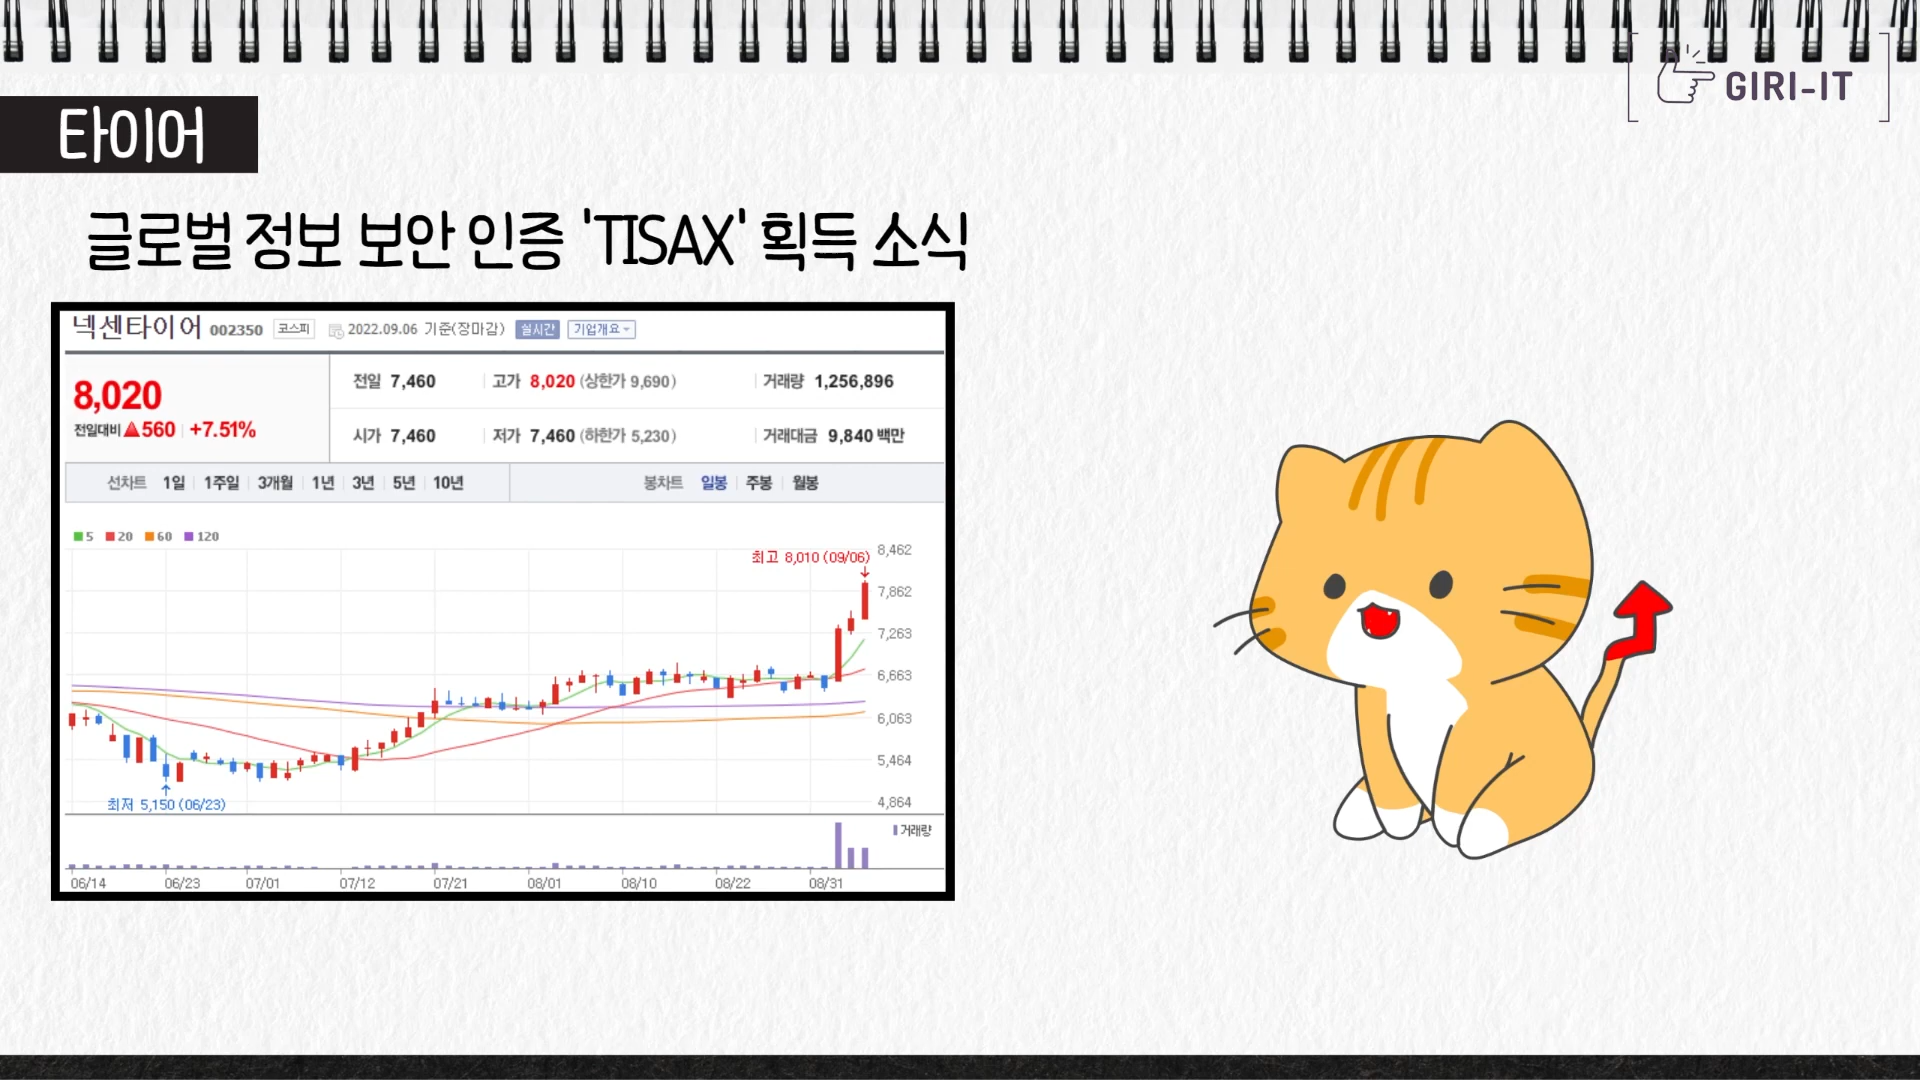 GIRI-IT
타이어
글로벌 정보 보안 인증 'TISAX' 획득 소식
넥센타이어 002350 코스피 2022.09.06 기준(장마감) 실시간 기업개요
8,020
전일대비 ▲560 +7.51%
전일 7,460 고가 8,020 (상한가 9,690) 거래량 1,256,896
시가 7,460 저가 7,460 (하한가 5,230) 거래대금 9,840 백만
선차트 1일 1주일 3개월 1년 3년 5년 10년 봉차트 일봉 주봉 월봉
5 20 60 120
최고 8,010 (09/06)
8,462
7,862
7,263
6,663
6,063
5,464
4,864
최저 5,150 (06/23)
거래량
06/14 06/23 07/01 07/12 07/21 08/01 08/10 08/22 08/31